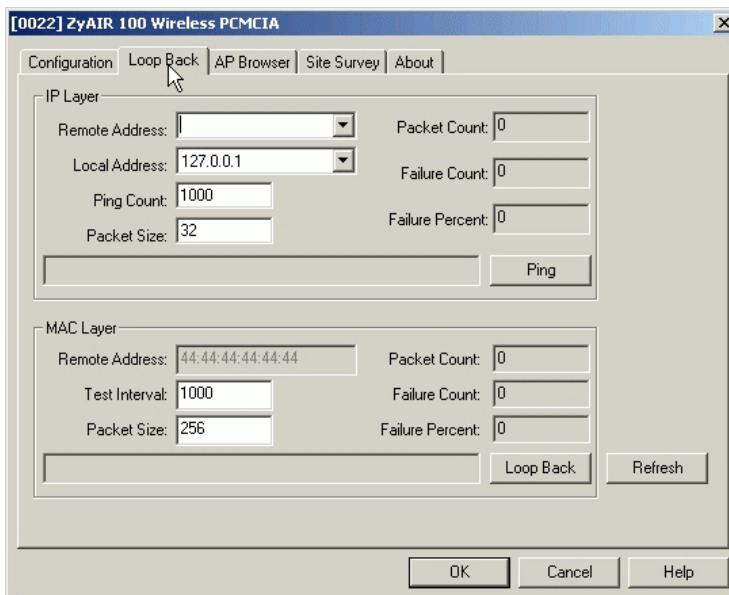 [0022] ZyAIR 100 Wireless PCMCIA
Configuration Loop Back AP Browser Site Survey About
IP Layer
Remote Address:
Local Address: 127.0.0.1
Ping Count: 1000
Packet Size: 32
Packet Count: 0
Failure Count: 0
Failure Percent: 0
Ping
MAC Layer
Remote Address: 44:44:44:44:44:44
Test Interval: 1000
Packet Size: 256
Packet Count: 0
Failure Count: 0
Failure Percent: 0
Loop Back Refresh
OK Cancel Help